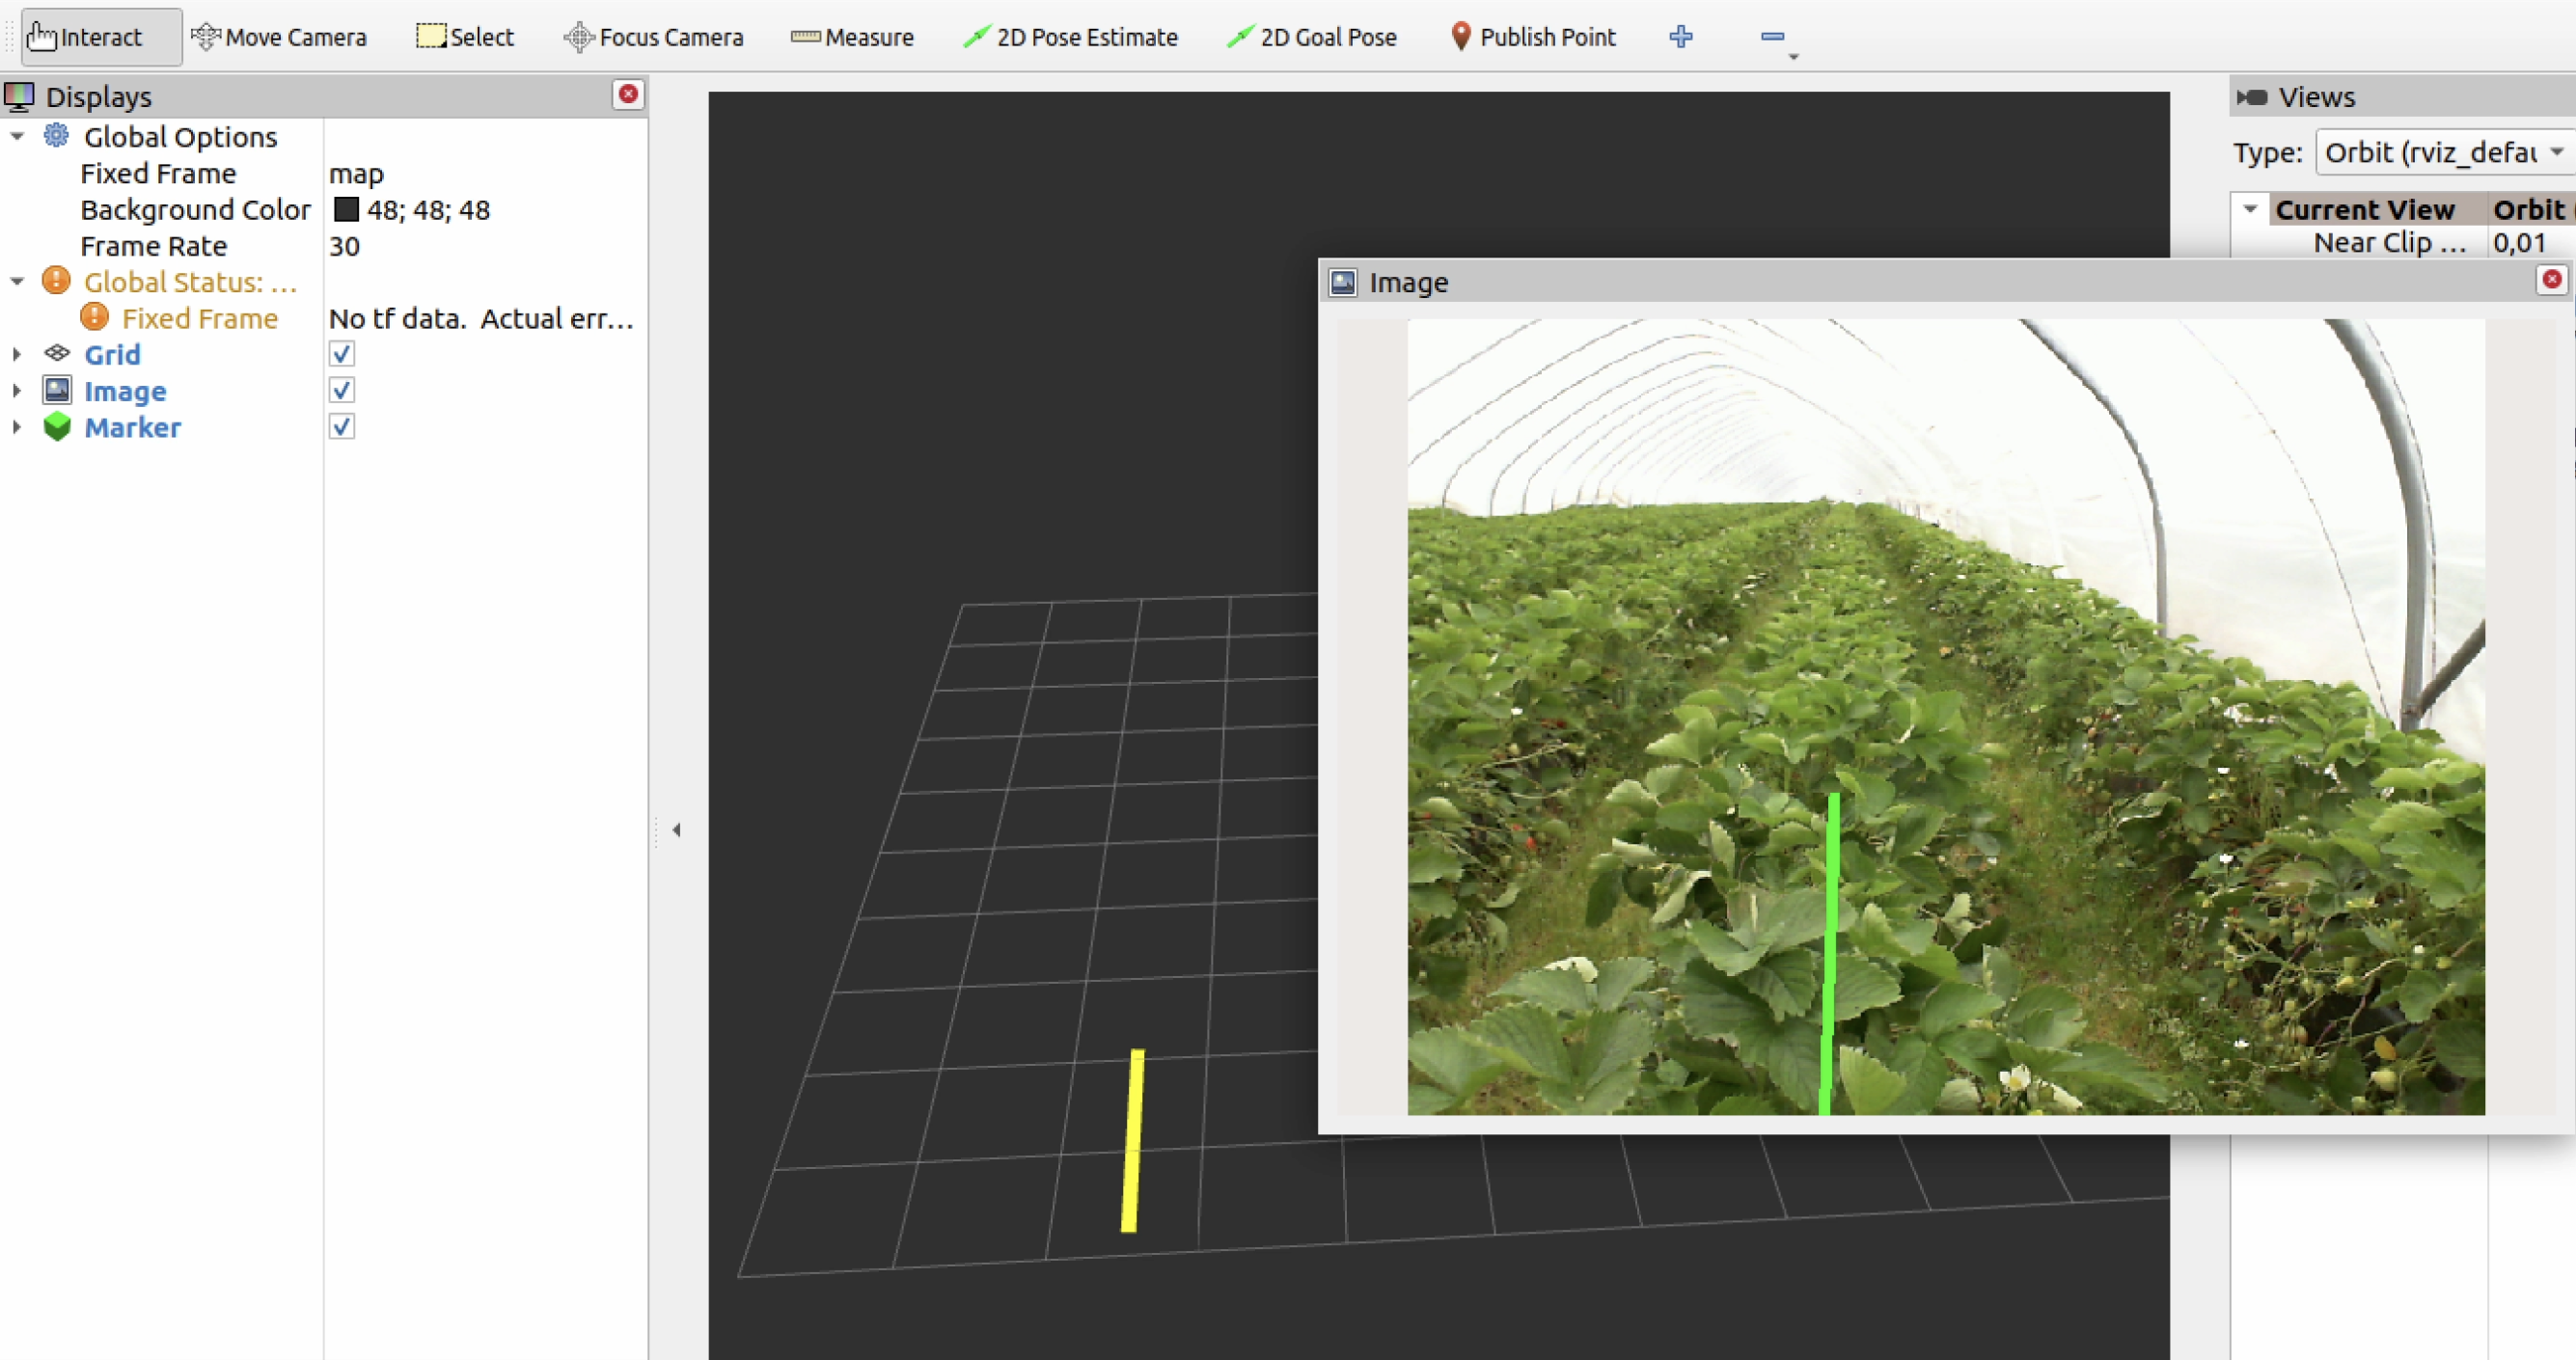 Interact Move Camera Select Focus Camera Measure 2D Pose Estimate 2D Goal Pose Publish Point
Displays
Global Options
Fixed Frame map
Background Color 48; 48; 48
Frame Rate 30
Global Status: ...
Fixed Frame No tf data. Actual err...
Grid
Image
Marker
Views
Type: Orbit (rviz_defau
Current View Orbit
Near Clip ... 0,01
Image